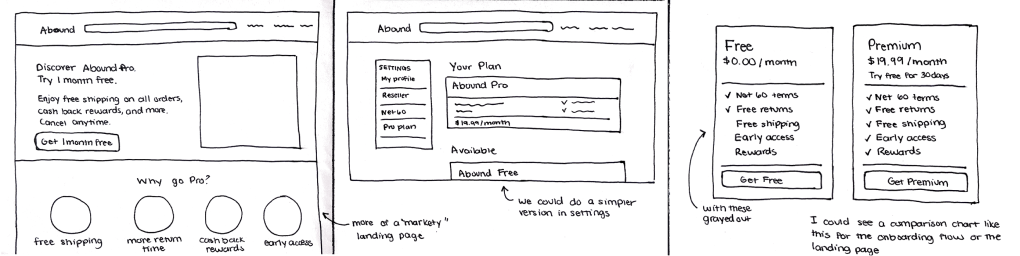 Abound
Discover Abound Pro.
Try 1 month free.
Enjoy free shipping on all orders,
cash back rewards, and more.
Cancel anytime.
Get 1 month free
Why go Pro?
free shipping
more return
time
cash back
rewards
early access
more of a "markety"
landing page
Abound
SETTINGS
My profile
Reseller
Net 60
Pro plan
Your Plan
Abound Pro
$19.99/month
Available
Abound Free
we could do a simpler
version in settings
Free
$0.00/month
✓ Net 60 terms
✓ Free returns
Free shipping
Early access
Rewards
Get Free
with these
grayed out
Premium
$19.99/month
Try free for 30 days
✓ Net 60 terms
✓ Free returns
✓ Free shipping
✓ Early access
✓ Rewards
Get Premium
I could see a comparison chart like
this for the onboarding flow or the
landing page